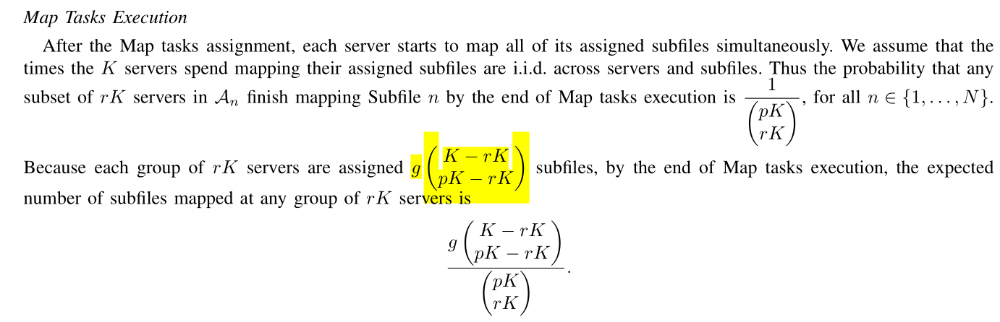 Map Tasks Execution
After the Map tasks assignment, each server starts to map all of its assigned subfiles simultaneously. We assume that the
times the K servers spend mapping their assigned subfiles are i.i.d. across servers and subfiles. Thus the probability that any
subset of rK servers in $\mathcal{A}_n$ finish mapping Subfile n by the end of Map tasks execution is $\frac{1}{\binom{pK}{rK}}$, for all $n \in \{1, \ldots, N\}$.
Because each group of rK servers are assigned $g\binom{K-rK}{pK-rK}$ subfiles, by the end of Map tasks execution, the expected
number of subfiles mapped at any group of rK servers is
$\frac{g\binom{K-rK}{pK-rK}}{\binom{pK}{rK}}.$